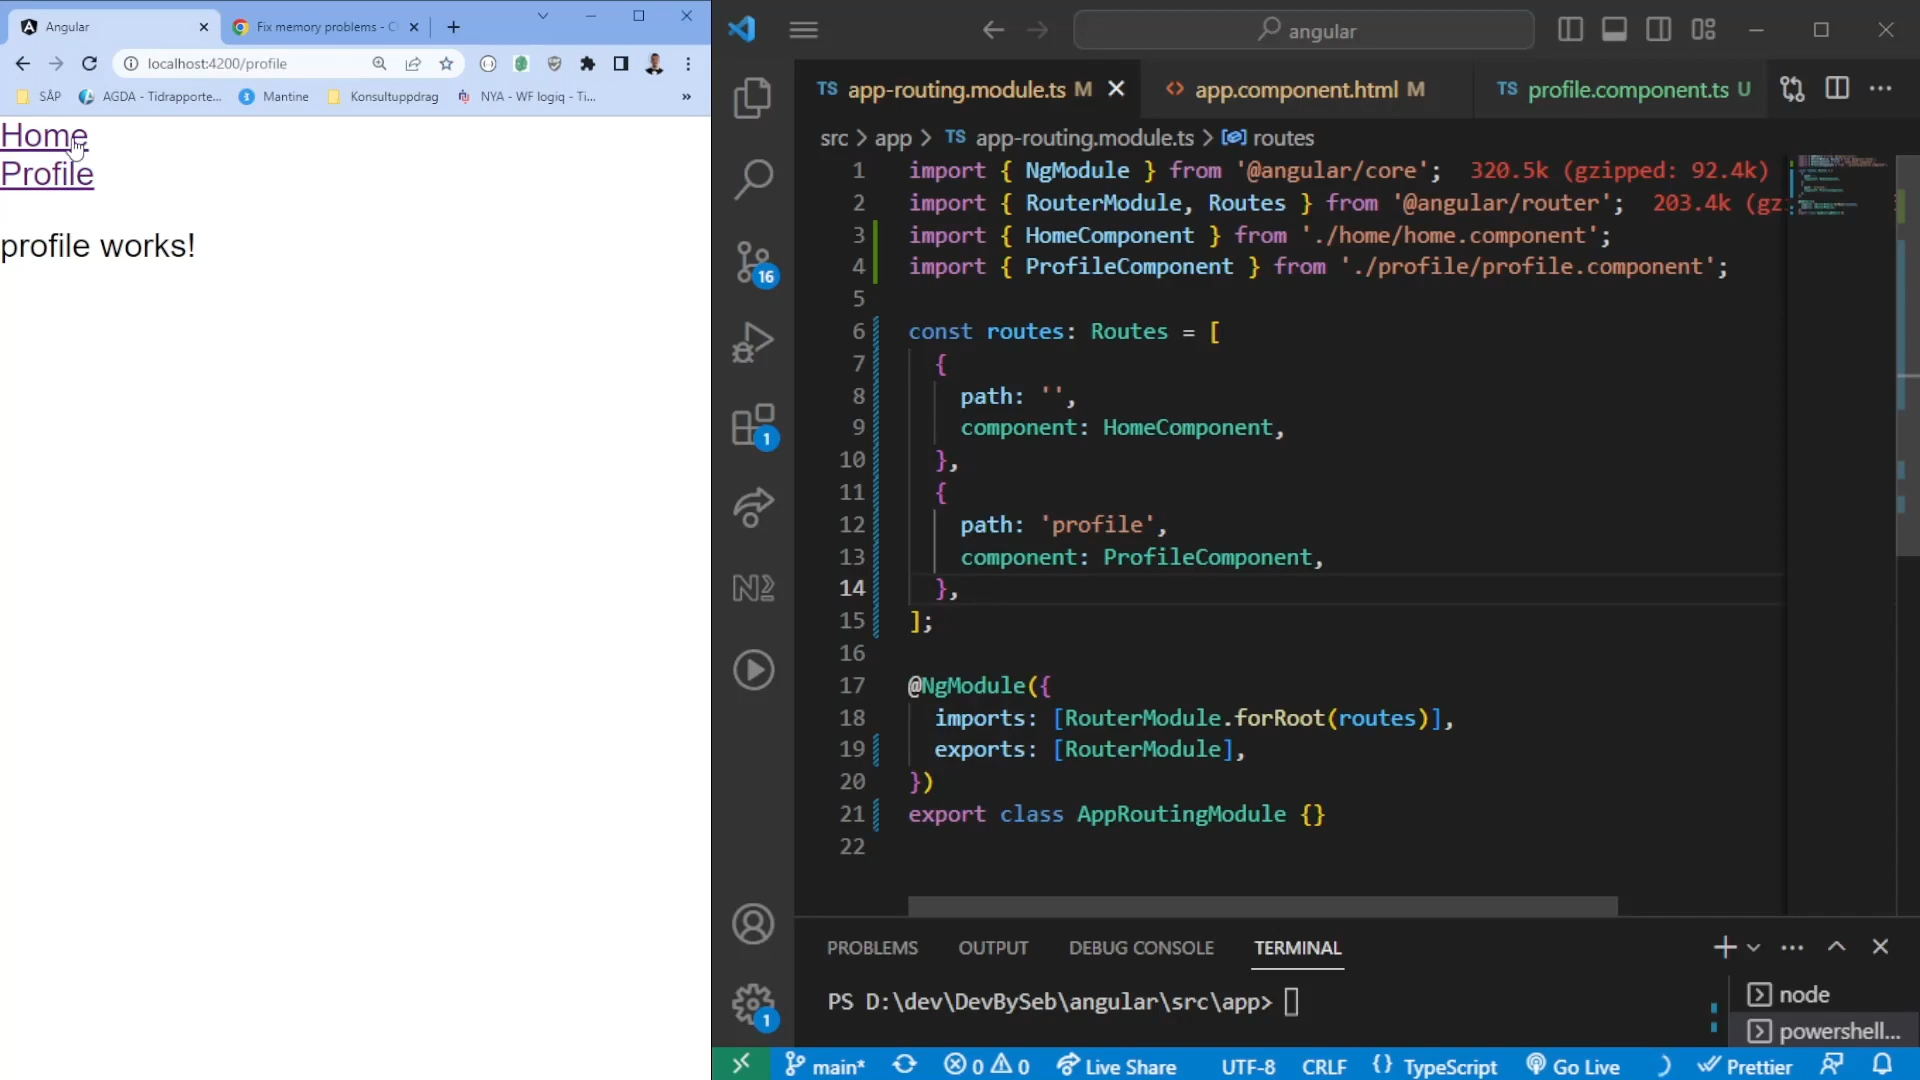 Angular
Fix memory problems - C
localhost:4200/profile
SÅP
AGDA - Tidrapporte...
Mantine
Konsultuppdrag
NYA - WF logiq - Ti...
»
Home
Profile
profile works!
angular
TS app-routing.module.ts M
<> app.component.html M
TS profile.component.ts U
src > app > TS app-routing.module.ts > routes
1 import { NgModule } from '@angular/core'; 320.5k (gzipped: 92.4k)
2 import { RouterModule, Routes } from '@angular/router'; 203.4k (gz
3 import { HomeComponent } from './home/home.component';
4 import { ProfileComponent } from './profile/profile.component';
5
6 const routes: Routes = [
7 {
8 path: '',
9 component: HomeComponent,
10 },
11 {
12 path: 'profile',
13 component: ProfileComponent,
14 },
15 ];
16
17 @NgModule({
18 imports: [RouterModule.forRoot(routes)],
19 exports: [RouterModule],
20 })
21 export class AppRoutingModule {}
22
16
1
1
PROBLEMS OUTPUT DEBUG CONSOLE TERMINAL
PS D:\dev\DevBySeb\angular\src\app>
node
powershell...
main* 0 0 Live Share UTF-8 CRLF {} TypeScript Go Live Prettier